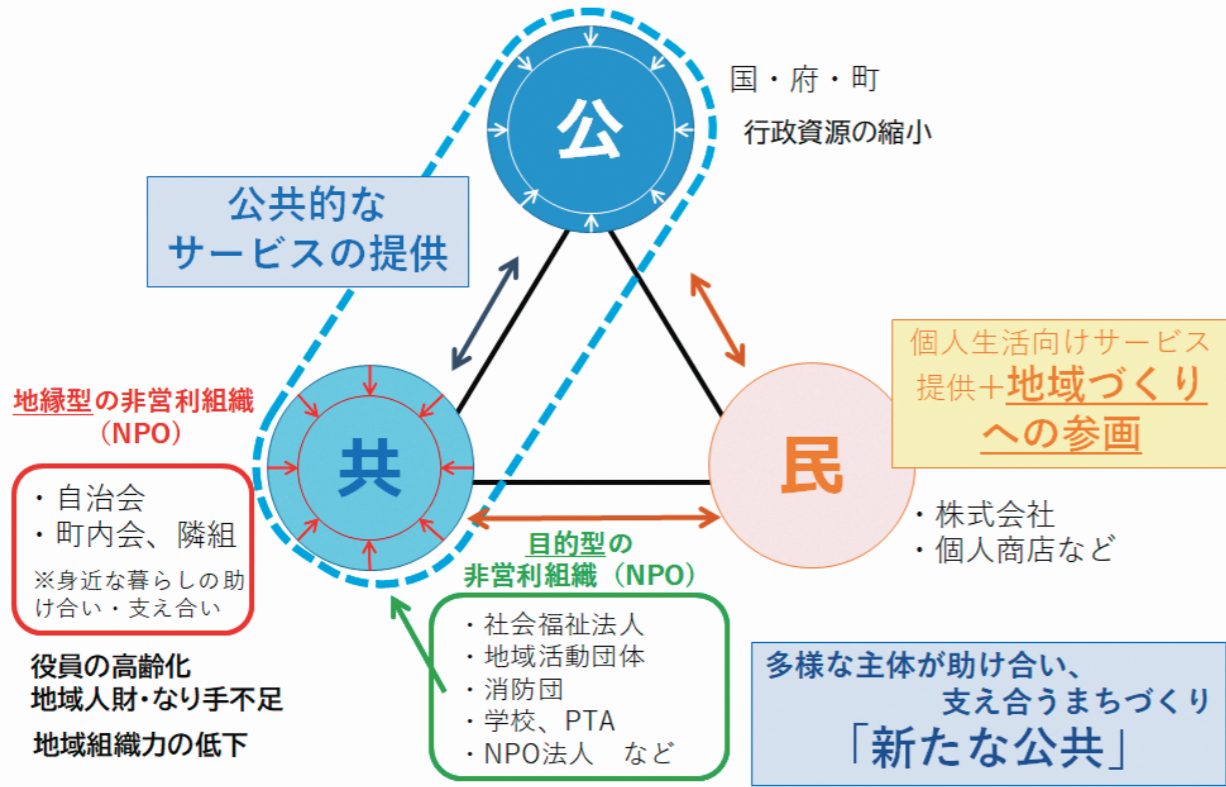 公
国・府・町
行政資源の縮小
公共的な
サービスの提供
個人生活向けサービス
提供＋地域づくり
への参画
地縁型の非営利組織
（NPO）
共
民
・自治会
・町内会、隣組
※身近な暮らしの助
け合い・支え合い
・株式会社
・個人商店など
目的型の
非営利組織（NPO）
・社会福祉法人
・地域活動団体
・消防団
・学校、PTA
・NPO法人　など
役員の高齢化
地域人財・なり手不足
地域組織力の低下
多様な主体が助け合い、
支え合うまちづくり
「新たな公共」